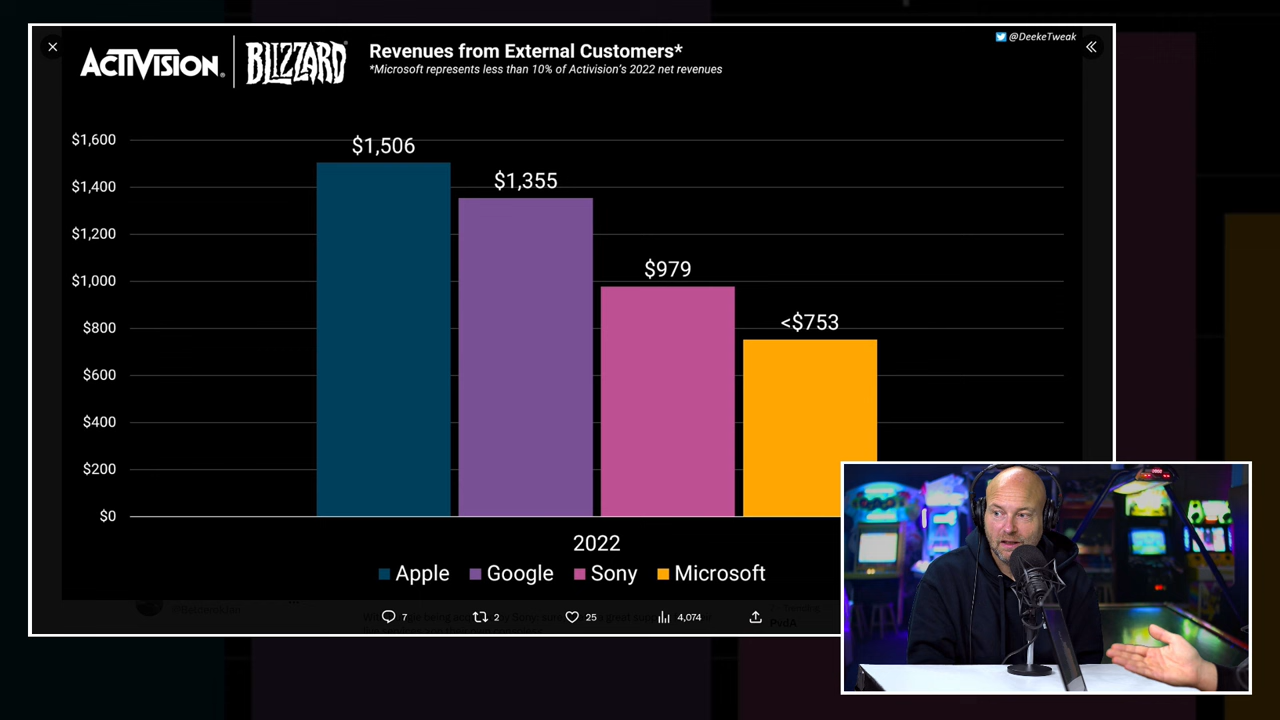 @DeekeTweak
ACTIVISION® BLIZZARD®
Revenues from External Customers*
*Microsoft represents less than 10% of Activision's 2022 net revenues
$1,600
$1,506
$1,400
$1,355
$1,200
$1,000
$979
$800
<$753
$600
$400
$200
$0
2022
Apple Google Sony Microsoft
7 2 25 4,074
PvdA